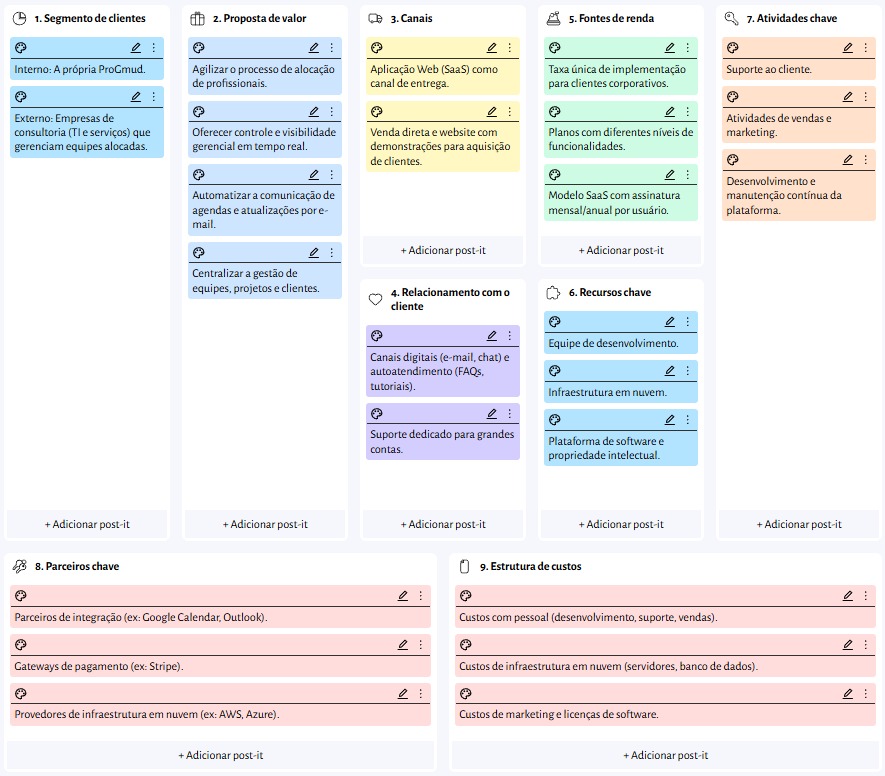 1. Segmento de clientes
Interno: A própria ProGmud.
Externo: Empresas de
consultoria (TI e serviços) que
gerenciam equipes alocadas.
+ Adicionar post-it
2. Proposta de valor
Agilizar o processo de alocação
de profissionais.
Oferecer controle e visibilidade
gerencial em tempo real.
Automatizar a comunicação de
agendas e atualizações por e-
mail.
Centralizar a gestão de
equipes, projetos e clientes.
+ Adicionar post-it
3. Canais
Aplicação Web (SaaS) como
canal de entrega.
Venda direta e website com
demonstrações para aquisição
de clientes.
+ Adicionar post-it
4. Relacionamento com o
cliente
Canais digitais (e-mail, chat) e
autoatendimento (FAQs,
tutoriais).
Suporte dedicado para grandes
contas.
+ Adicionar post-it
5. Fontes de renda
Taxa única de implementação
para clientes corporativos.
Planos com diferentes níveis de
funcionalidades.
Modelo SaaS com assinatura
mensal/anual por usuário.
+ Adicionar post-it
6. Recursos chave
Equipe de desenvolvimento.
Infraestrutura em nuvem.
Plataforma de software e
propriedade intelectual.
+ Adicionar post-it
7. Atividades chave
Suporte ao cliente.
Atividades de vendas e
marketing.
Desenvolvimento e
manutenção contínua da
plataforma.
+ Adicionar post-it
8. Parceiros chave
Parceiros de integração (ex: Google Calendar, Outlook).
Gateways de pagamento (ex: Stripe).
Provedores de infraestrutura em nuvem (ex: AWS, Azure).
+ Adicionar post-it
9. Estrutura de custos
Custos com pessoal (desenvolvimento, suporte, vendas).
Custos de infraestrutura em nuvem (servidores, banco de dados).
Custos de marketing e licenças de software.
+ Adicionar post-it